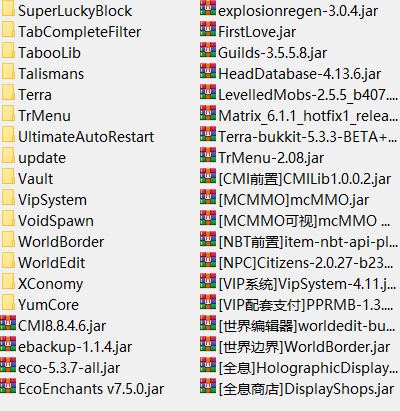 SuperLuckyBlock
TabCompleteFilter
TabooLib
Talismans
Terra
TrMenu
UltimateAutoRestart
update
Vault
VipSystem
VoidSpawn
WorldBorder
WorldEdit
XConomy
YumCore
CMI8.8.4.6.jar
ebackup-1.1.4.jar
eco-5.3.7-all.jar
EcoEnchants v7.5.0.jar
explosionregen-3.0.4.jar
FirstLove.jar
Guilds-3.5.5.8.jar
HeadDatabase-4.13.6.jar
LevelledMobs-2.5.5_b407....
Matrix_6.1.1_hotfix1_relea...
Terra-bukkit-5.3.3-BETA+...
TrMenu-2.08.jar
[CMI前置]CMILib1.0.0.2.jar
[MCMMO]mcMMO.jar
[MCMMO可视]mcMMO ...
[NBT前置]item-nbt-api-pl...
[NPC]Citizens-2.0.27-b23...
[VIP系统]VipSystem-4.11.j...
[VIP配套支付]PPRMB-1.3....
[世界编辑器]worldedit-bu...
[世界边界]WorldBorder.jar
[全息]HolographicDisplay...
[全息商店]DisplayShops.jar